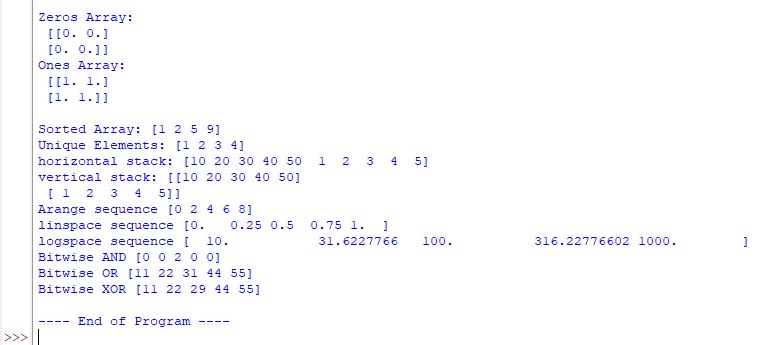 Zeros Array:
[[0. 0.]
[0. 0.]]
Ones Array:
[[1. 1.]
[1. 1.]]
Sorted Array: [1 2 5 9]
Unique Elements: [1 2 3 4]
horizontal stack: [10 20 30 40 50  1  2  3  4  5]
vertical stack: [[10 20 30 40 50]
[ 1  2  3  4  5]]
Arange sequence [0 2 4 6 8]
linspace sequence [0.   0.25 0.5  0.75 1.  ]
logspace sequence [  10.           31.6227766   100.          316.22776602 1000.        ]
Bitwise AND [0 0 2 0 0]
Bitwise OR [11 22 31 44 55]
Bitwise XOR [11 22 29 44 55]
---- End of Program ----
>>>